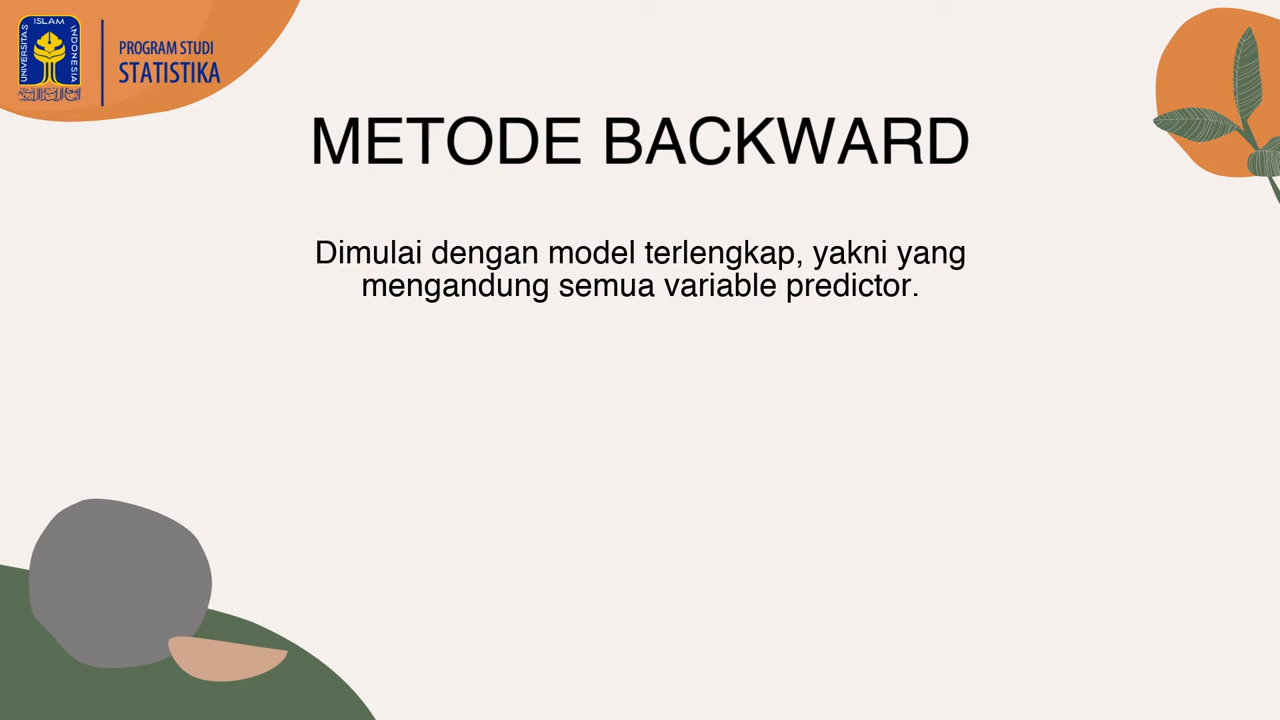 UNIVERSITAS
ISLAM
INDONESIA
PROGRAM STUDI
STATISTIKA
METODE BACKWARD
Dimulai dengan model terlengkap, yakni yang
mengandung semua variable predictor.